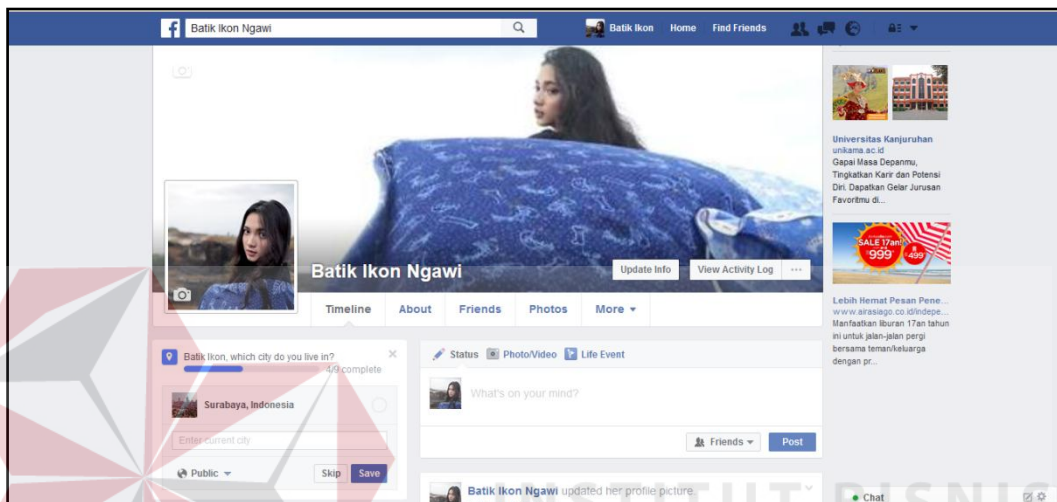 f
Batik Ikon Ngawi
Batik Ikon Home Find Friends
Batik Ikon Ngawi
Update Info View Activity Log ...
Timeline About Friends Photos More
Batik Ikon, which city do you live in?
4/9 complete
Surabaya, Indonesia
Enter current city
Public Skip Save
Status Photo/Video Life Event
What's on your mind?
Friends Post
Batik Ikon Ngawi updated her profile picture.
Universitas Kanjuruhan
unikama.ac.id
Gapai Masa Depanmu,
Tingkatkan Karir dan Potensi
Diri. Dapatkan Gelar Jurusan
Favoritmu di...
SALE 17an!
999
499
Lebih Hemat Pesan Pene...
www.airasiago.co.id/indepe...
Manfaatkan liburan 17an tahun
ini untuk jalan-jalan pergi
bersama teman/keluarga
dengan pr...
Chat
INSTITUT BISNIS